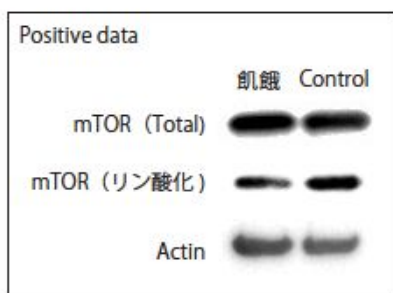 Positive data
飢餓 Control
mTOR（Total)
mTOR（リン酸化 )
Actin